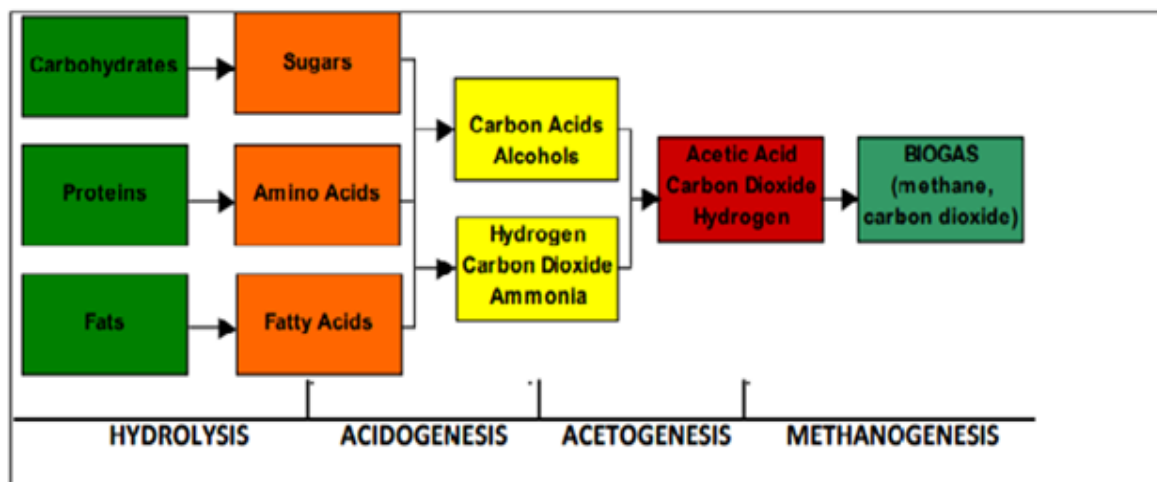 Carbohydrates
Sugars
Proteins
Amino Acids
Fats
Fatty Acids
Carbon Acids
Alcohols
Hydrogen
Carbon Dioxide
Ammonia
Acetic Acid
Carbon Dioxide
Hydrogen
BIOGAS
(methane,
carbon dioxide)
HYDROLYSIS
ACIDOGENESIS
ACETOGENESIS
METHANOGENESIS